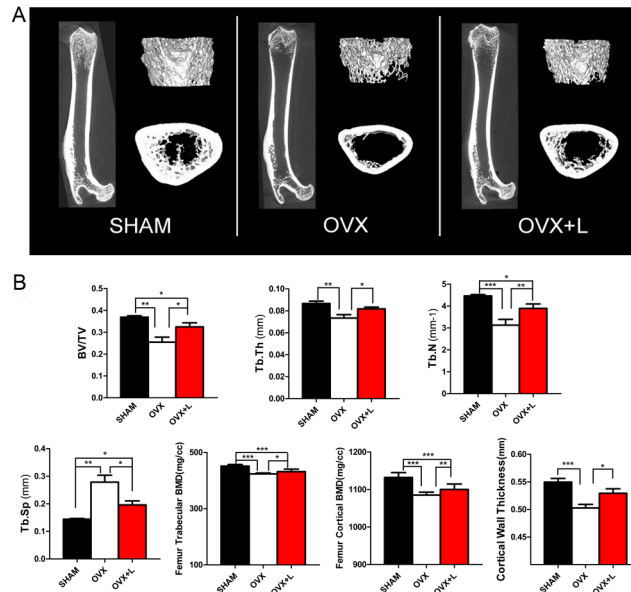 A
SHAM
OVX
OVX+L
B
BV/TV
0.5
0.4
0.3
0.2
0.1
0.0
*
**
*
SHAM
OVX
OVX+L
Tb.Th (mm)
0.10
0.08
0.06
0.04
0.02
0.00
**
*
SHAM
OVX
OVX+L
Tb.N (mm-1)
5
4
3
2
1
0
*
***
**
SHAM
OVX
OVX+L
Tb.Sp (mm)
0.4
0.3
0.2
0.1
0.0
*
**
*
SHAM
OVX
OVX+L
Femur Trabecular BMD(mg/cc)
500
400
300
200
100
***
***
*
SHAM
OVX
OVX+L
Femur Cortical BMD(mg/cc)
1200
1100
1000
900
***
***
**
SHAM
OVX
OVX+L
Cortical Wall Thickness(mm)
0.60
0.55
0.50
0.45
***
*
SHAM
OVX
OVX+L